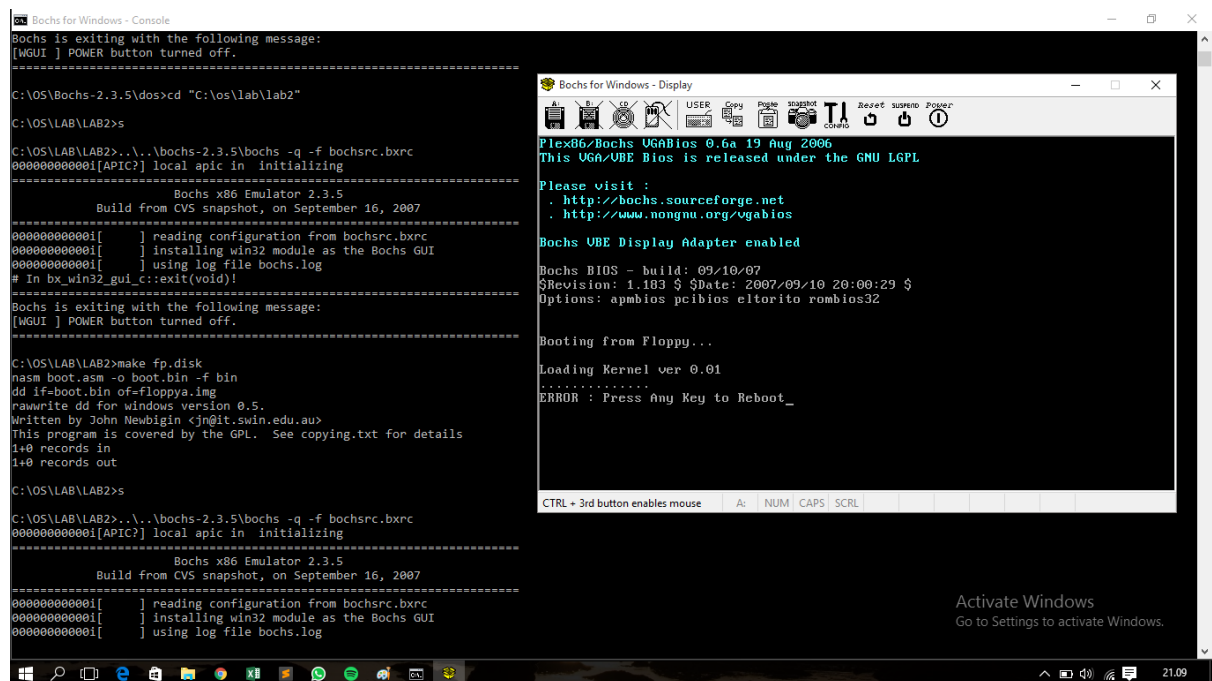 Bochs for Windows - Console
Bochs is exiting with the following message:
[WGUI ] POWER button turned off.
========================================================================
C:\OS\Bochs-2.3.5\dos>cd "C:\os\lab\lab2"
C:\OS\LAB\LAB2>s
C:\OS\LAB\LAB2>..\..\bochs-2.3.5\bochs -q -f bochsrc.bxrc
00000000000i[APIC?] local apic in  initializing
========================================================================
Bochs x86 Emulator 2.3.5
Build from CVS snapshot, on September 16, 2007
========================================================================
00000000000i[     ] reading configuration from bochsrc.bxrc
00000000000i[     ] installing win32 module as the Bochs GUI
00000000000i[     ] using log file bochs.log
# In bx_win32_gui_c::exit(void)!
========================================================================
Bochs is exiting with the following message:
[WGUI ] POWER button turned off.
========================================================================
C:\OS\LAB\LAB2>make fp.disk
nasm boot.asm -o boot.bin -f bin
dd if=boot.bin of=floppya.img
rawwrite dd for windows version 0.5.
Written by John Newbigin <jn@it.swin.edu.au>
This program is covered by the GPL.  See copying.txt for details
1+0 records in
1+0 records out
C:\OS\LAB\LAB2>s
C:\OS\LAB\LAB2>..\..\bochs-2.3.5\bochs -q -f bochsrc.bxrc
00000000000i[APIC?] local apic in  initializing
========================================================================
Bochs x86 Emulator 2.3.5
Build from CVS snapshot, on September 16, 2007
========================================================================
00000000000i[     ] reading configuration from bochsrc.bxrc
00000000000i[     ] installing win32 module as the Bochs GUI
00000000000i[     ] using log file bochs.log
Bochs for Windows - Display
A: B: CD USER Copy Paste snapshot CONFIG Reset SUSPEND Power
Plex86/Bochs VGABios 0.6a 19 Aug 2006
This VGA/VBE Bios is released under the GNU LGPL
Please visit :
. http://bochs.sourceforge.net
. http://www.nongnu.org/vgabios
Bochs VBE Display Adapter enabled
Bochs BIOS - build: 09/10/07
$Revision: 1.183 $ $Date: 2007/09/10 20:00:29 $
Options: apmbios pcibios eltorito rombios32
Booting from Floppy...
Loading Kernel ver 0.01
..............
ERROR : Press Any Key to Reboot_
CTRL + 3rd button enables mouse A: NUM CAPS SCRL
Activate Windows
Go to Settings to activate Windows.
21.09